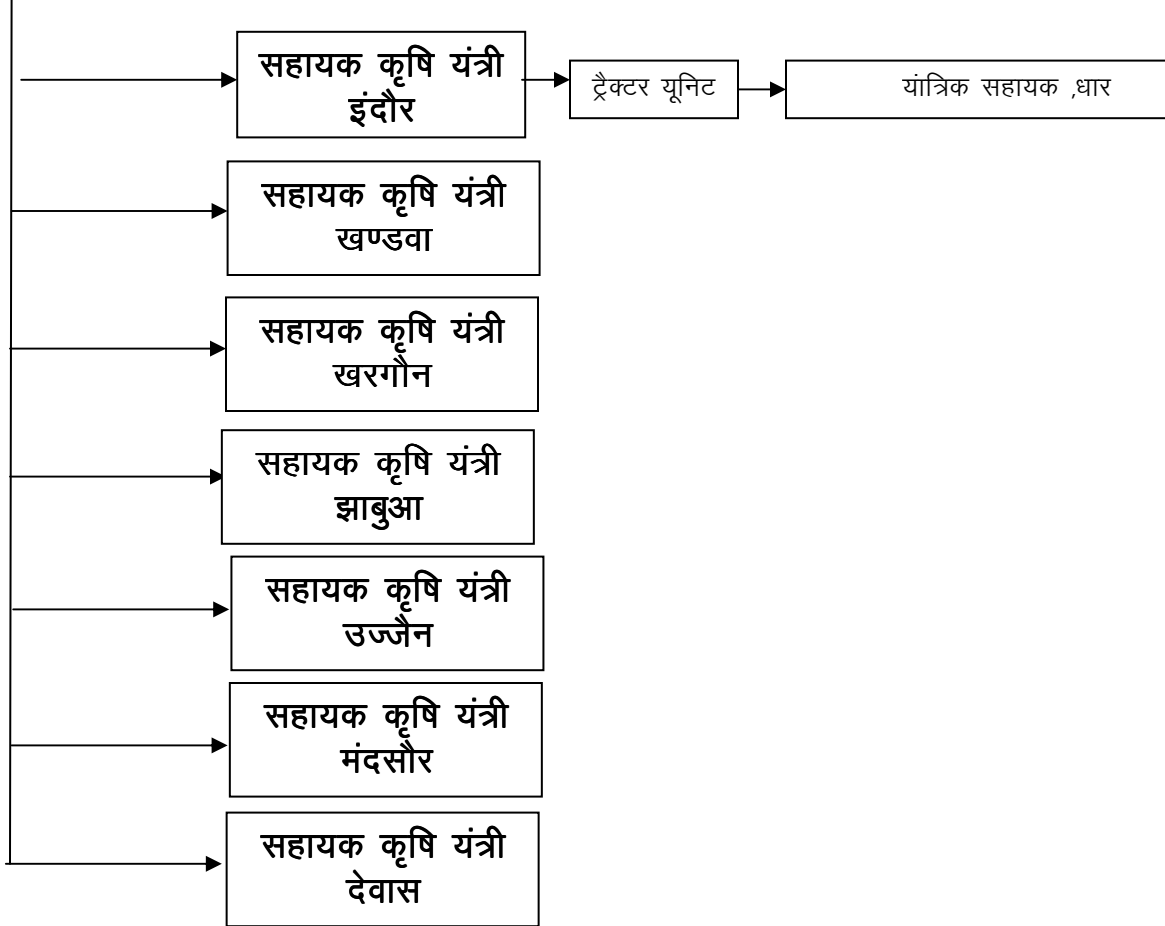 सहायक कृषि यंत्री
इंदौर
ट्रैक्टर यूनिट
यांत्रिक सहायक ,धार
सहायक कृषि यंत्री
खण्डवा
सहायक कृषि यंत्री
खरगौन
सहायक कृषि यंत्री
झाबुआ
सहायक कृषि यंत्री
उज्जैन
सहायक कृषि यंत्री
मंदसौर
सहायक कृषि यंत्री
देवास